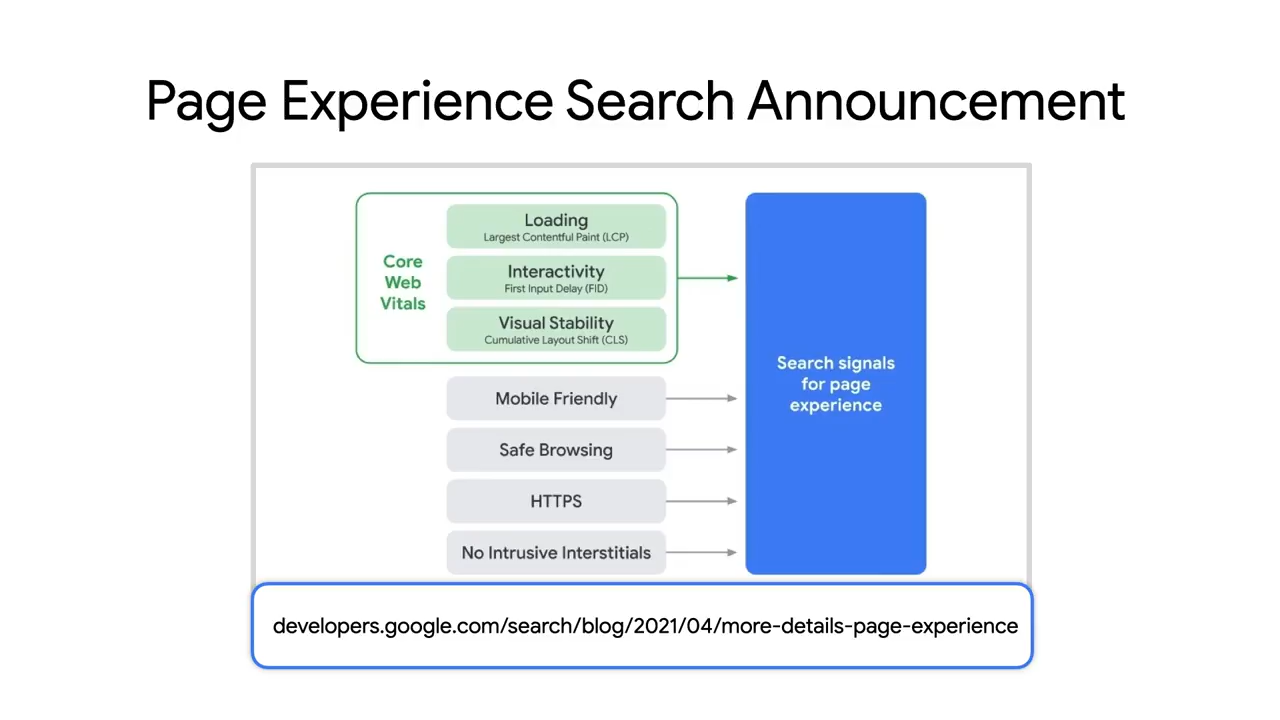 Page Experience Search Announcement
Core
Web
Vitals
Loading
Largest Contentful Paint (LCP)
Interactivity
First Input Delay (FID)
Visual Stability
Cumulative Layout Shift (CLS)
Mobile Friendly
Safe Browsing
HTTPS
No Intrusive Interstitials
Search signals
for page
experience
developers.google.com/search/blog/2021/04/more-details-page-experience